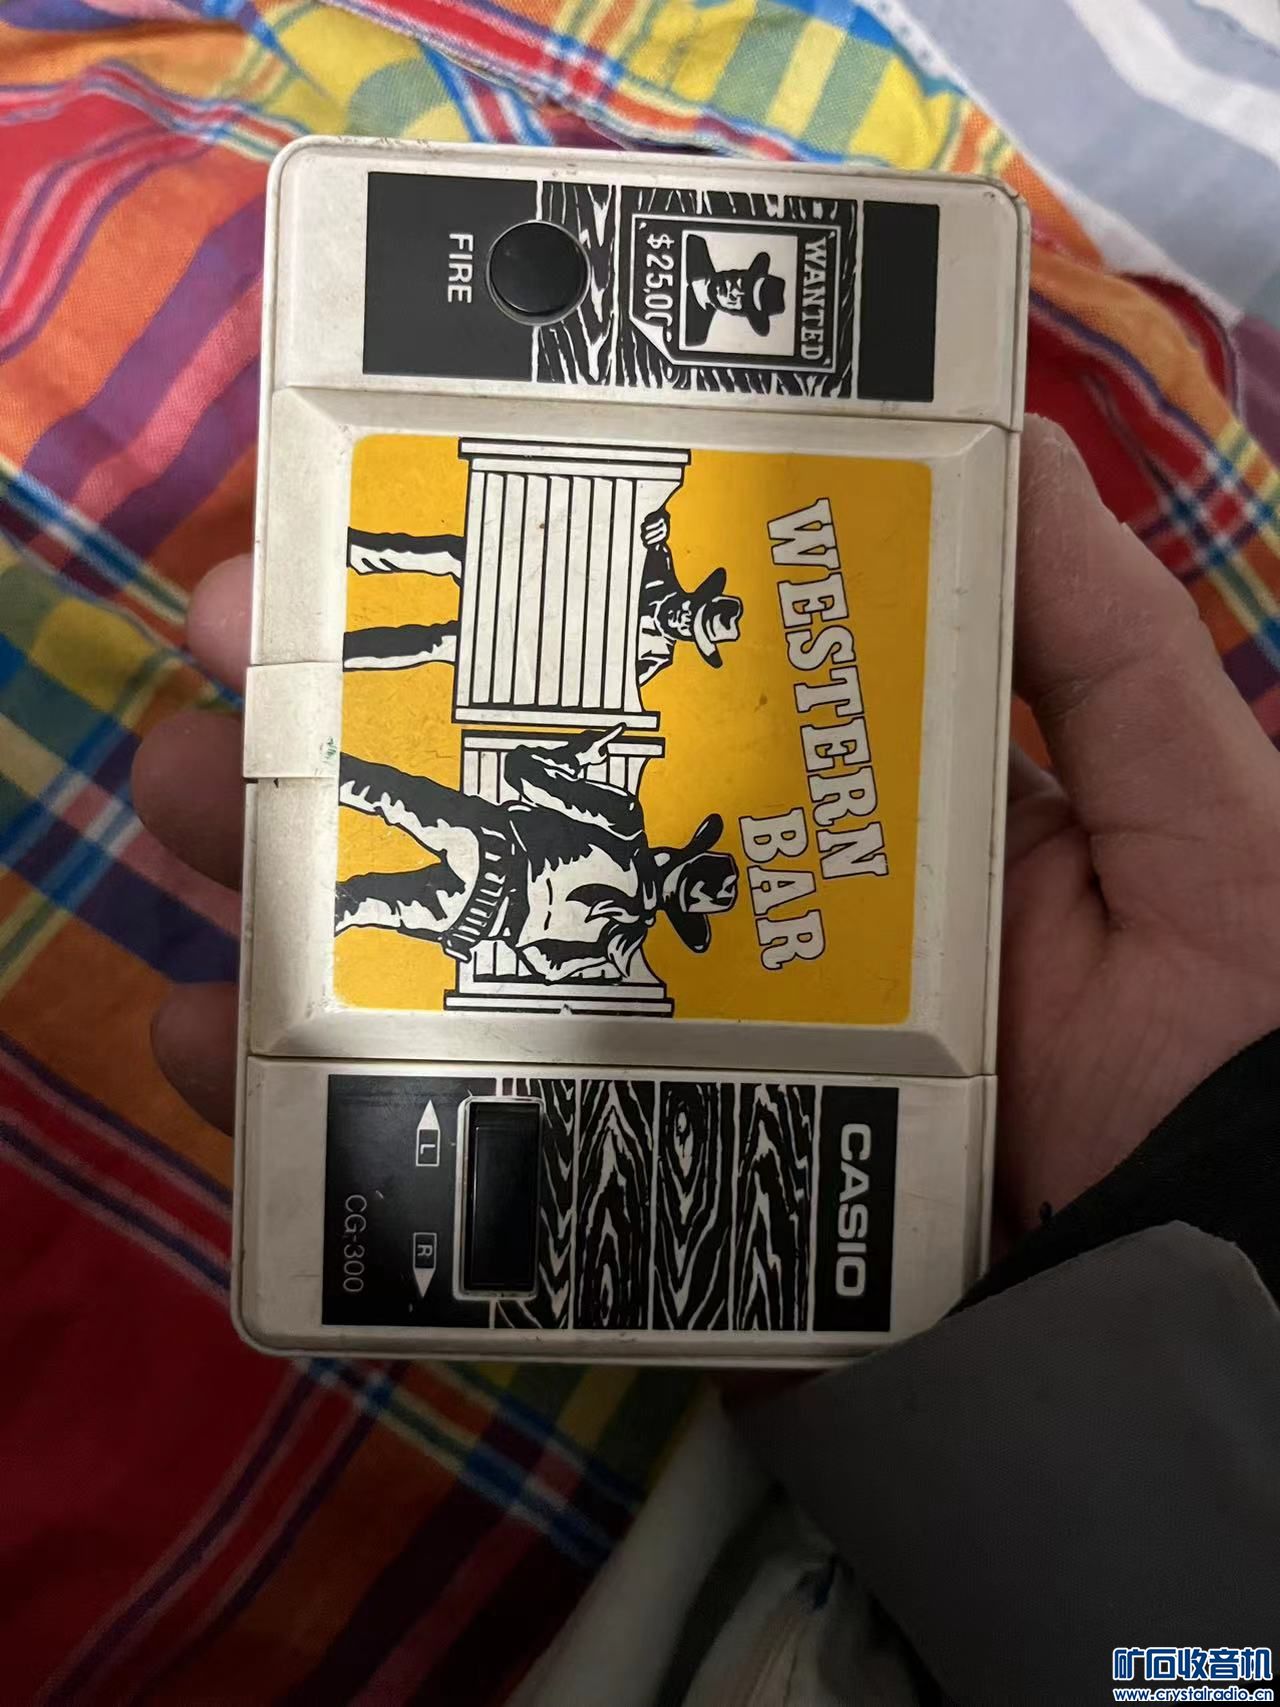 CASIO
WESTERN
BAR
WANTED
$25.00
FIRE
L
R
CG-300
矿石收音机
www.crystalradio.cn